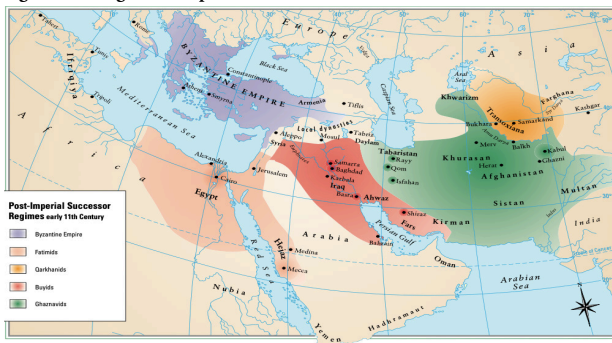 Europe
Asia
Africa
Tahert
Tunis
Rome
Ifriqiya
Tripoli
Mediterranean Sea
BYZANTINE EMPIRE
Constantinople
Athens
Smyrna
Black Sea
Armenia
Tiflis
Caspian Sea
Aral Sea
Khwarizm
Transoxiana
Farghana
Kashgar
Bukhara
Samarkand
Local dynasties
Aleppo
Mosul
Tabriz
Daylam
Syria
Tabaristan
Rayy
Qom
Isfahan
Merv
Balkh
Khurasan
Herat
Kabul
Ghazni
Afghanistan
Sistan
Multan
India
Alexandria
Cairo
Egypt
Jerusalem
Samarra
Baghdad
Karbala
Iraq
Basra
Ahwaz
Shiraz
Fars
Kirman
Persian Gulf
Bahrain
Arabia
Hejaz
Medina
Mecca
Red Sea
Nubia
Yemen
Hadhramaut
Oman
Arabian Sea
Tropic of Cancer
Post-Imperial Successor
Regimes early 11th Century
Byzantine Empire
Fatimids
Qarkhanids
Buyids
Ghaznavids